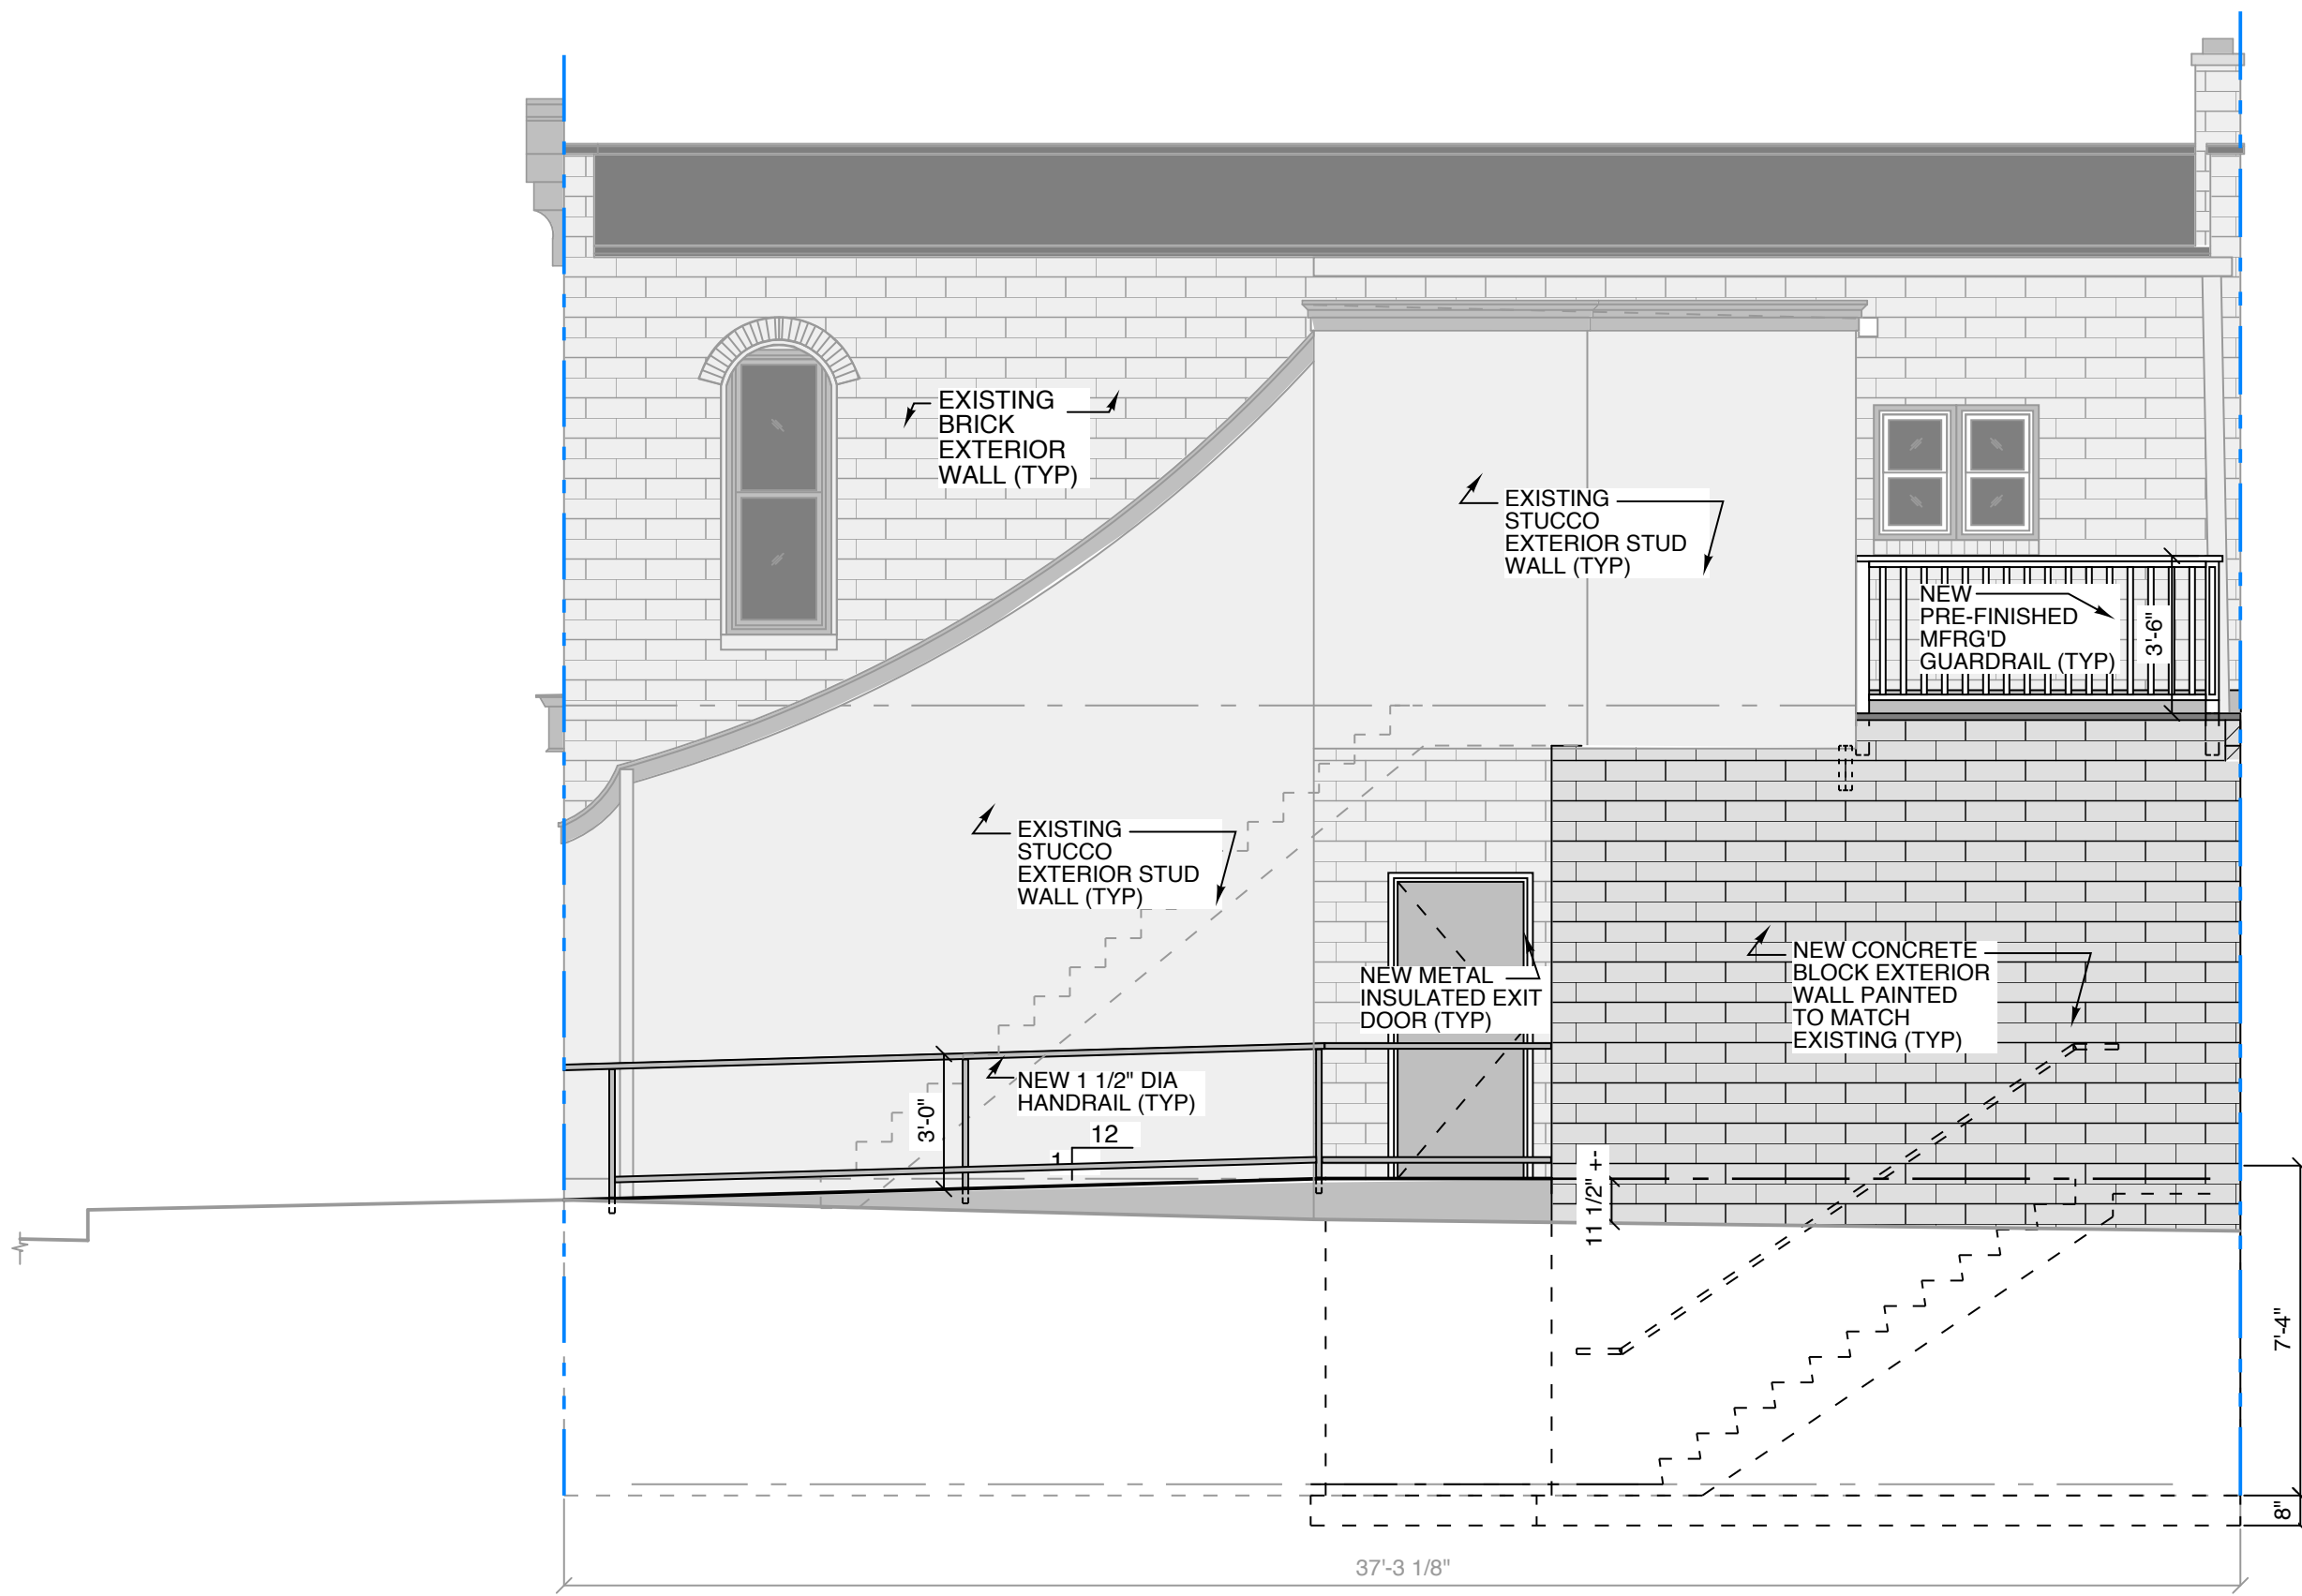 EXISTING
BRICK
EXTERIOR
WALL (TYP)
EXISTING
STUCCO
EXTERIOR STUD
WALL (TYP)
NEW
PRE-FINISHED
MFRG'D
GUARDRAIL (TYP)
3'-6"
EXISTING
STUCCO
EXTERIOR STUD
WALL (TYP)
NEW METAL
INSULATED EXIT
DOOR (TYP)
NEW CONCRETE
BLOCK EXTERIOR
WALL PAINTED
TO MATCH
EXISTING (TYP)
NEW 1 1/2" DIA
HANDRAIL (TYP)
3'-0"
12
1
11 1/2" +-
7'-4"
8"
37'-3 1/8"